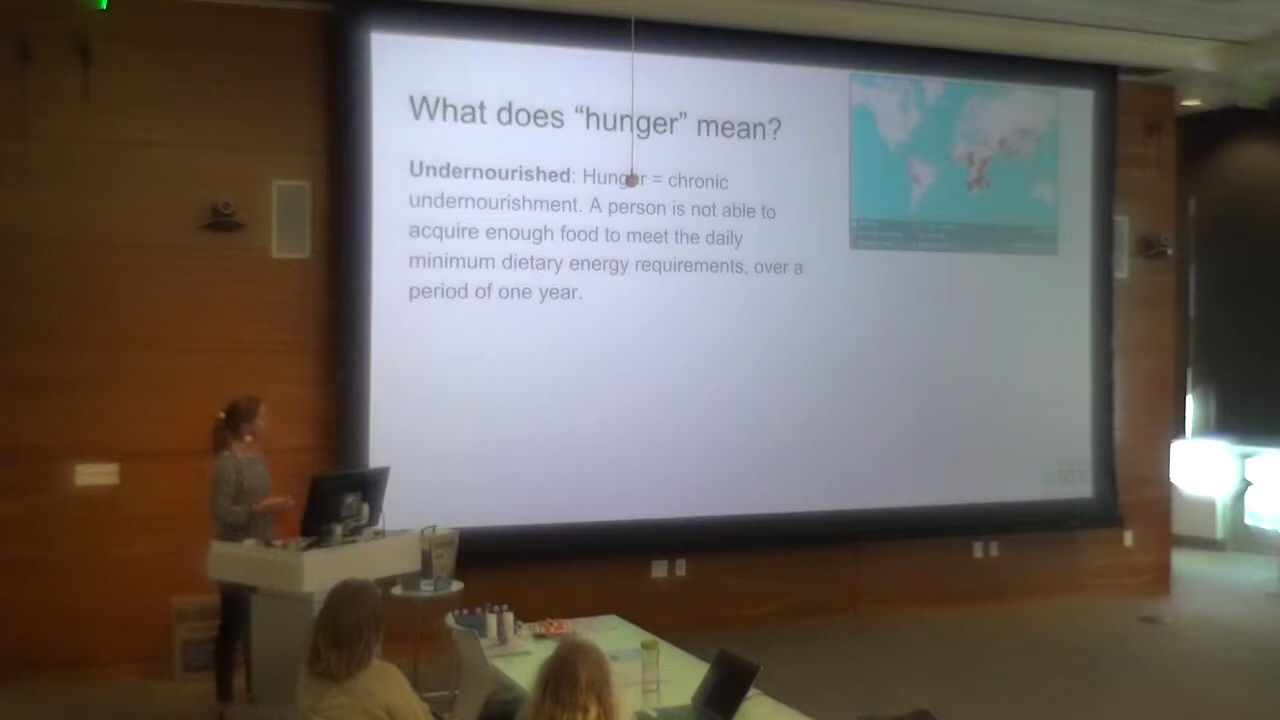 What does “hunger” mean?
Undernourished: Hunger = chronic
undernourishment. A person is not able to
acquire enough food to meet the daily
minimum dietary energy requirements, over a
period of one year.